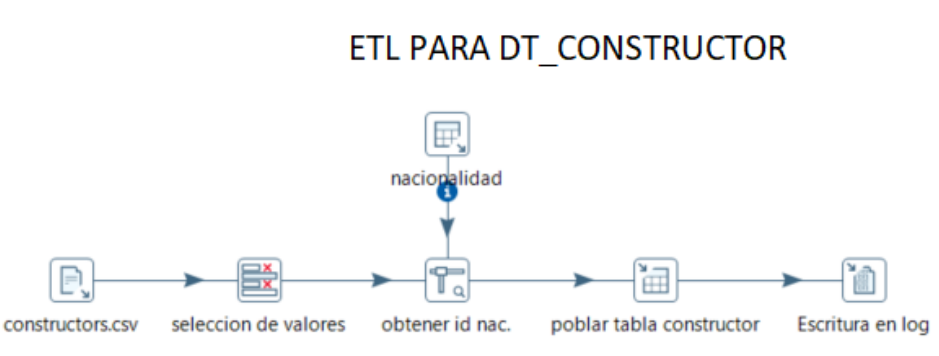 ETL PARA DT_CONSTRUCTOR
nacionalidad
constructors.csv
seleccion de valores
obtener id nac.
poblar tabla constructor
Escritura en log